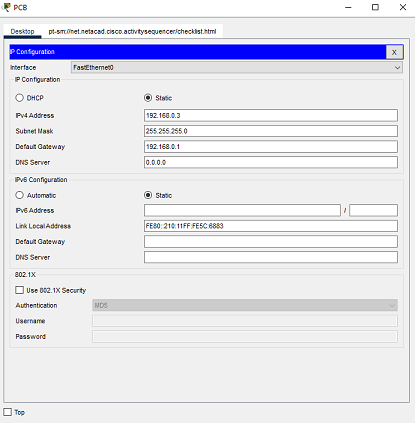 PCB
Desktop pt-sm://net.netacad.cisco.activitysequencer/checklist.html
IP Configuration X
Interface FastEthernet0
IP Configuration
DHCP Static
IPv4 Address 192.168.0.3
Subnet Mask 255.255.255.0
Default Gateway 192.168.0.1
DNS Server 0.0.0.0
IPv6 Configuration
Automatic Static
IPv6 Address /
Link Local Address FE80::210:11FF:FE5C:6883
Default Gateway
DNS Server
802.1X
Use 802.1X Security
Authentication MD5
Username
Password
Top